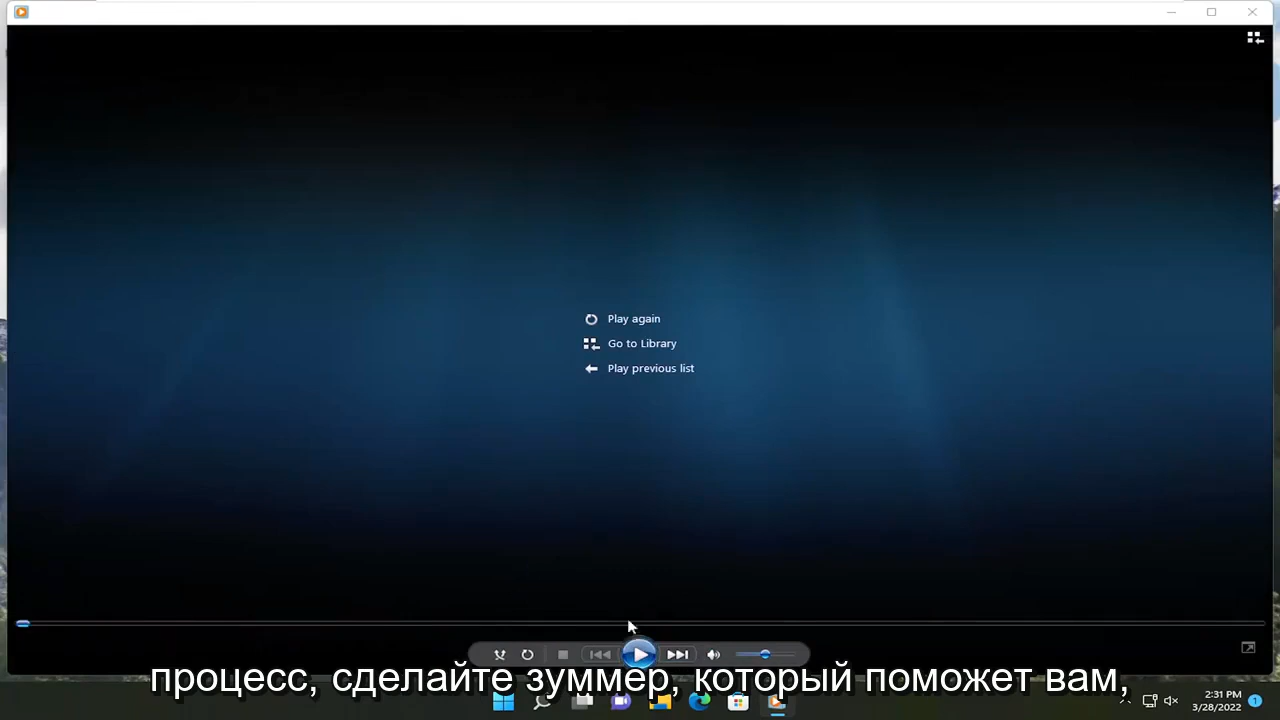 Play again
Go to Library
Play previous list
процесс, сделайте зуммер, который поможет вам,
2:31 PM
3/28/2022
1